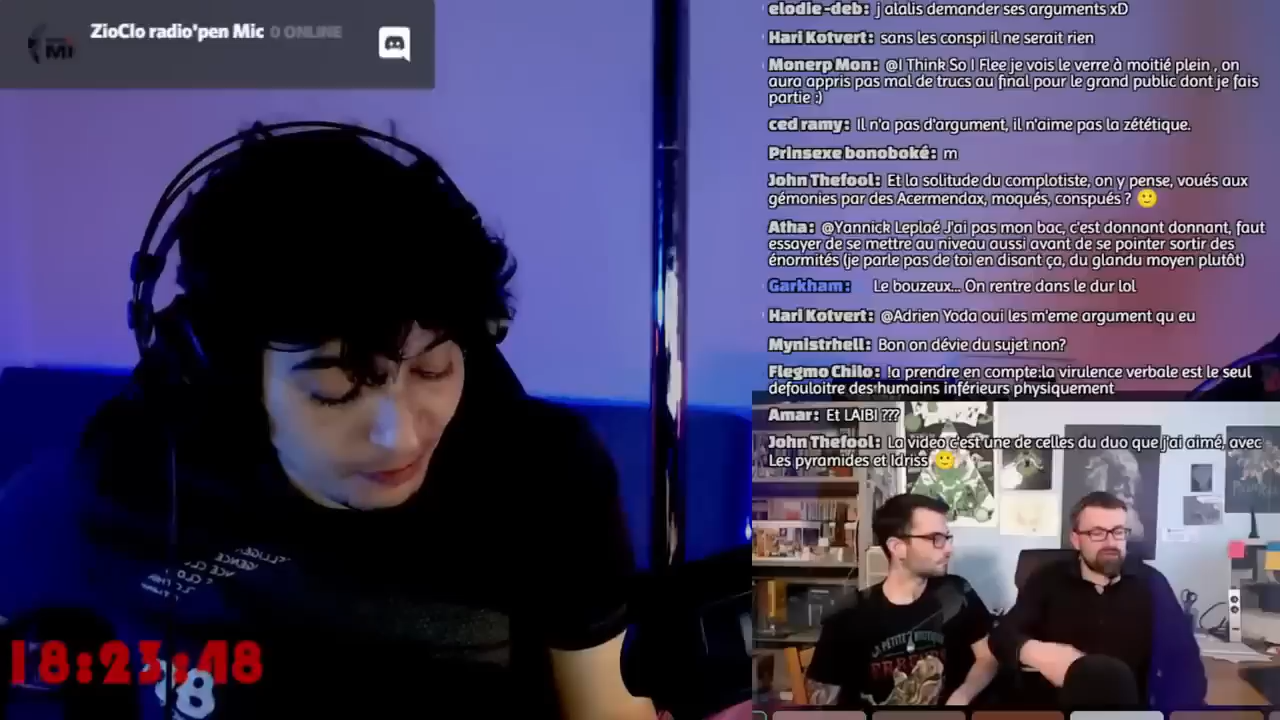 ZioClo radio'pen Mic 0 ONLINE
MI
elodie-deb: j alalis demander ses arguments xD
Hari Kotvert: sans les conspi il ne serait rien
Monerp Mon: @I Think So I Flee je vois le verre à moitié plein , on
aura appris pas mal de trucs au final pour le grand public dont je fais
partie :)
ced ramy: Il n'a pas d'argument, il n'aime pas la zététique.
Prinsexe bonoboké: m
John Thefool: Et la solitude du complotiste, on y pense, voués aux
gémonies par des Acermendax, moqués, conspués ? 🙂
Atha: @Yannick Leplaé J'ai pas mon bac, c'est donnant donnant, faut
essayer de se mettre au niveau aussi avant de se pointer sortir des
énormités (je parle pas de toi en disant ça, du glandu moyen plutôt)
Garkham: Le bouzeux... On rentre dans le dur lol
Hari Kotvert: @Adrien Yoda oui les m'eme argument qu eu
Mynistrhell: Bon on dévie du sujet non?
Flegmo Chilo: !a prendre en compte:la virulence verbale est le seul
defouloitre des humains inférieurs physiquement
Amar: Et LAIBI ???
John Thefool: La video c'est une de celles du duo que j'ai aimé, avec
Les pyramides et Idriss 🙂
18:23:48